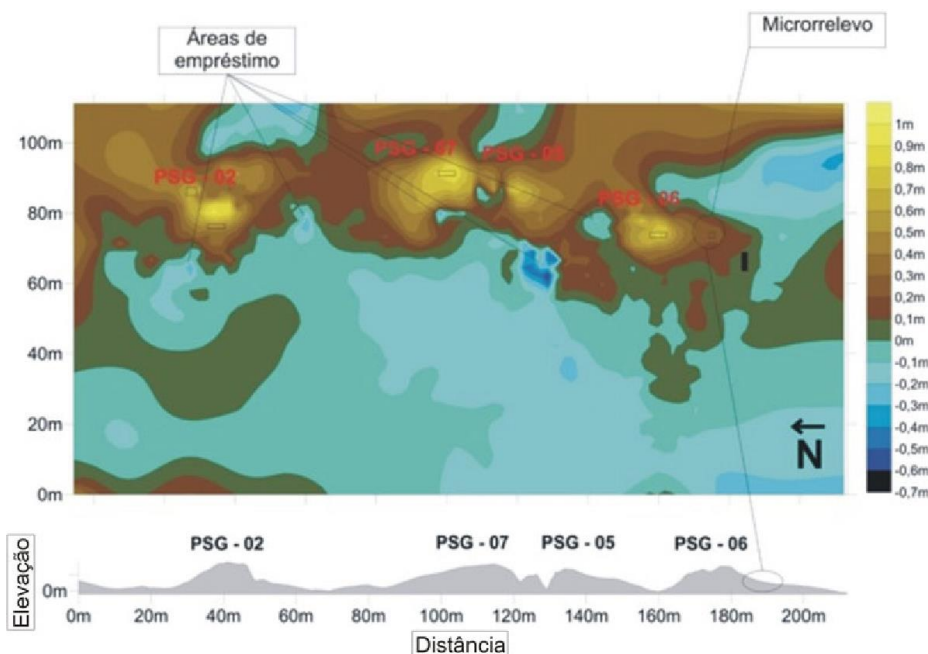 Áreas de
empréstimo
Microrrelevo
100m
80m
60m
40m
20m
0m
PSG - 02
PSG - 07
PSG - 06
I
N
1m
0,9m
0,8m
0,7m
0,6m
0,5m
0,4m
0,3m
0,2m
0,1m
0m
-0,1m
-0,2m
-0,3m
-0,4m
-0,5m
-0,6m
-0,7m
PSG - 02
PSG - 07
PSG - 05
PSG - 06
Elevação
0m
0m
20m
40m
60m
80m
100m
120m
140m
160m
180m
200m
Distância